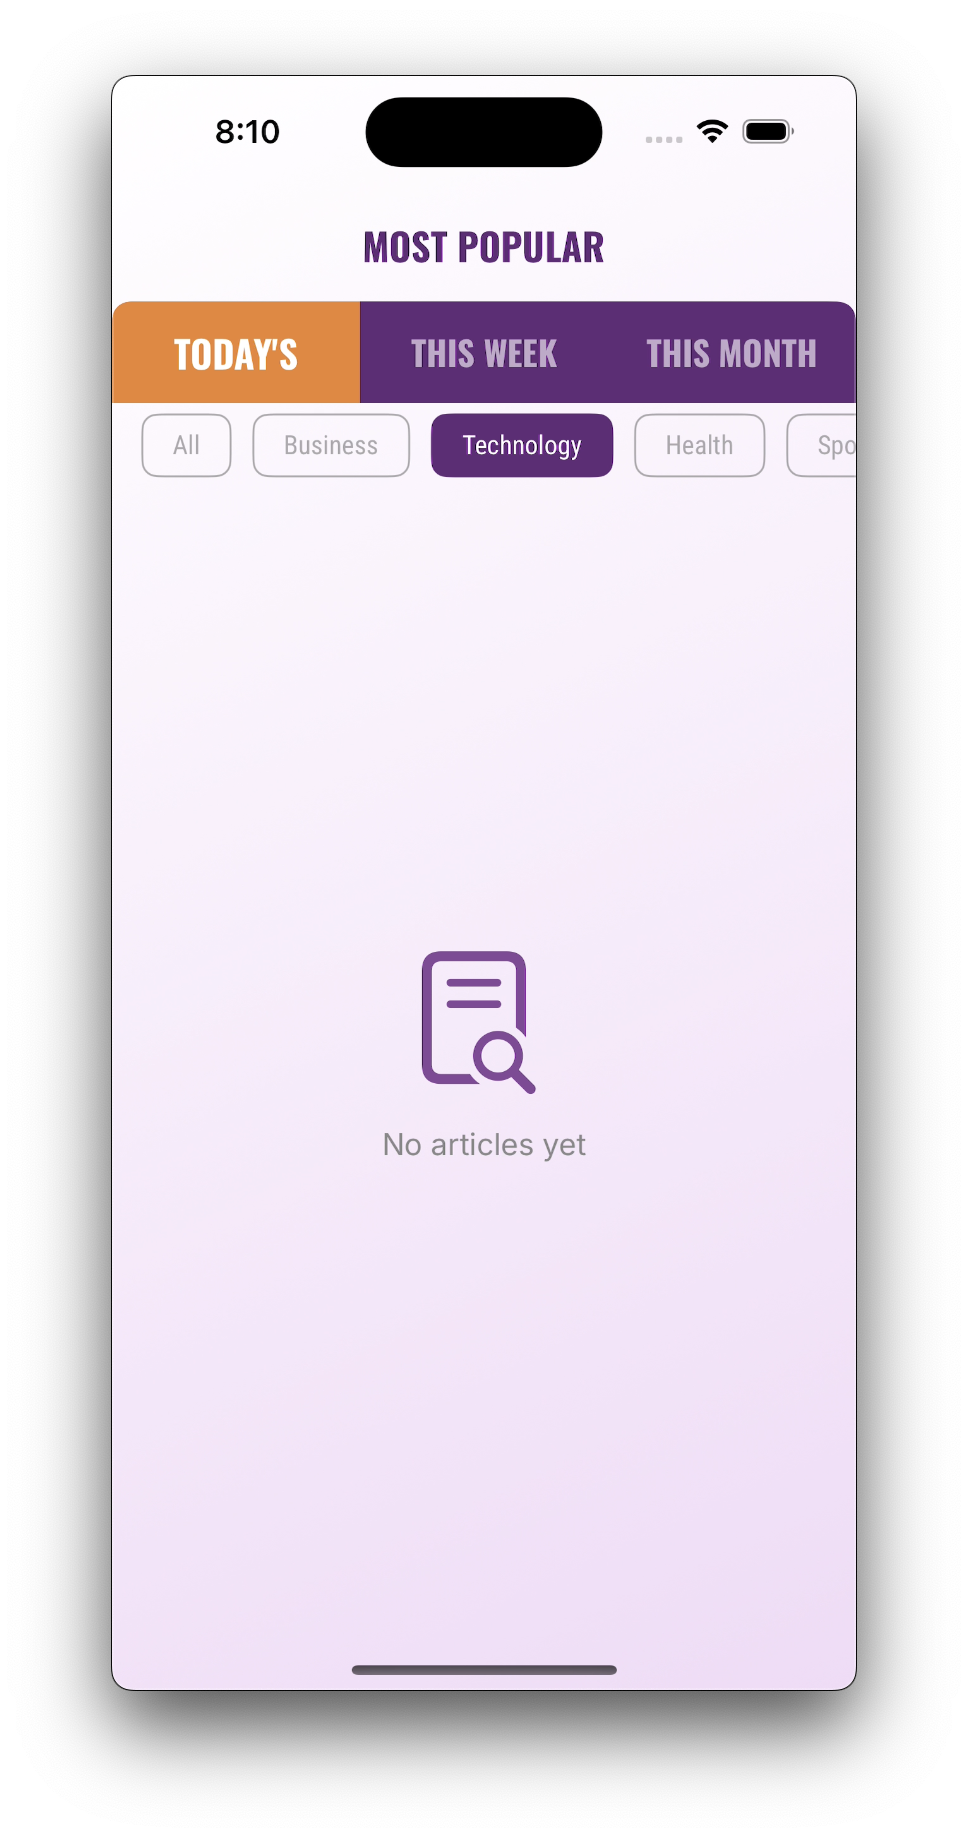 8:10
MOST POPULAR
TODAY'S THIS WEEK THIS MONTH
All Business Technology Health Spo
No articles yet